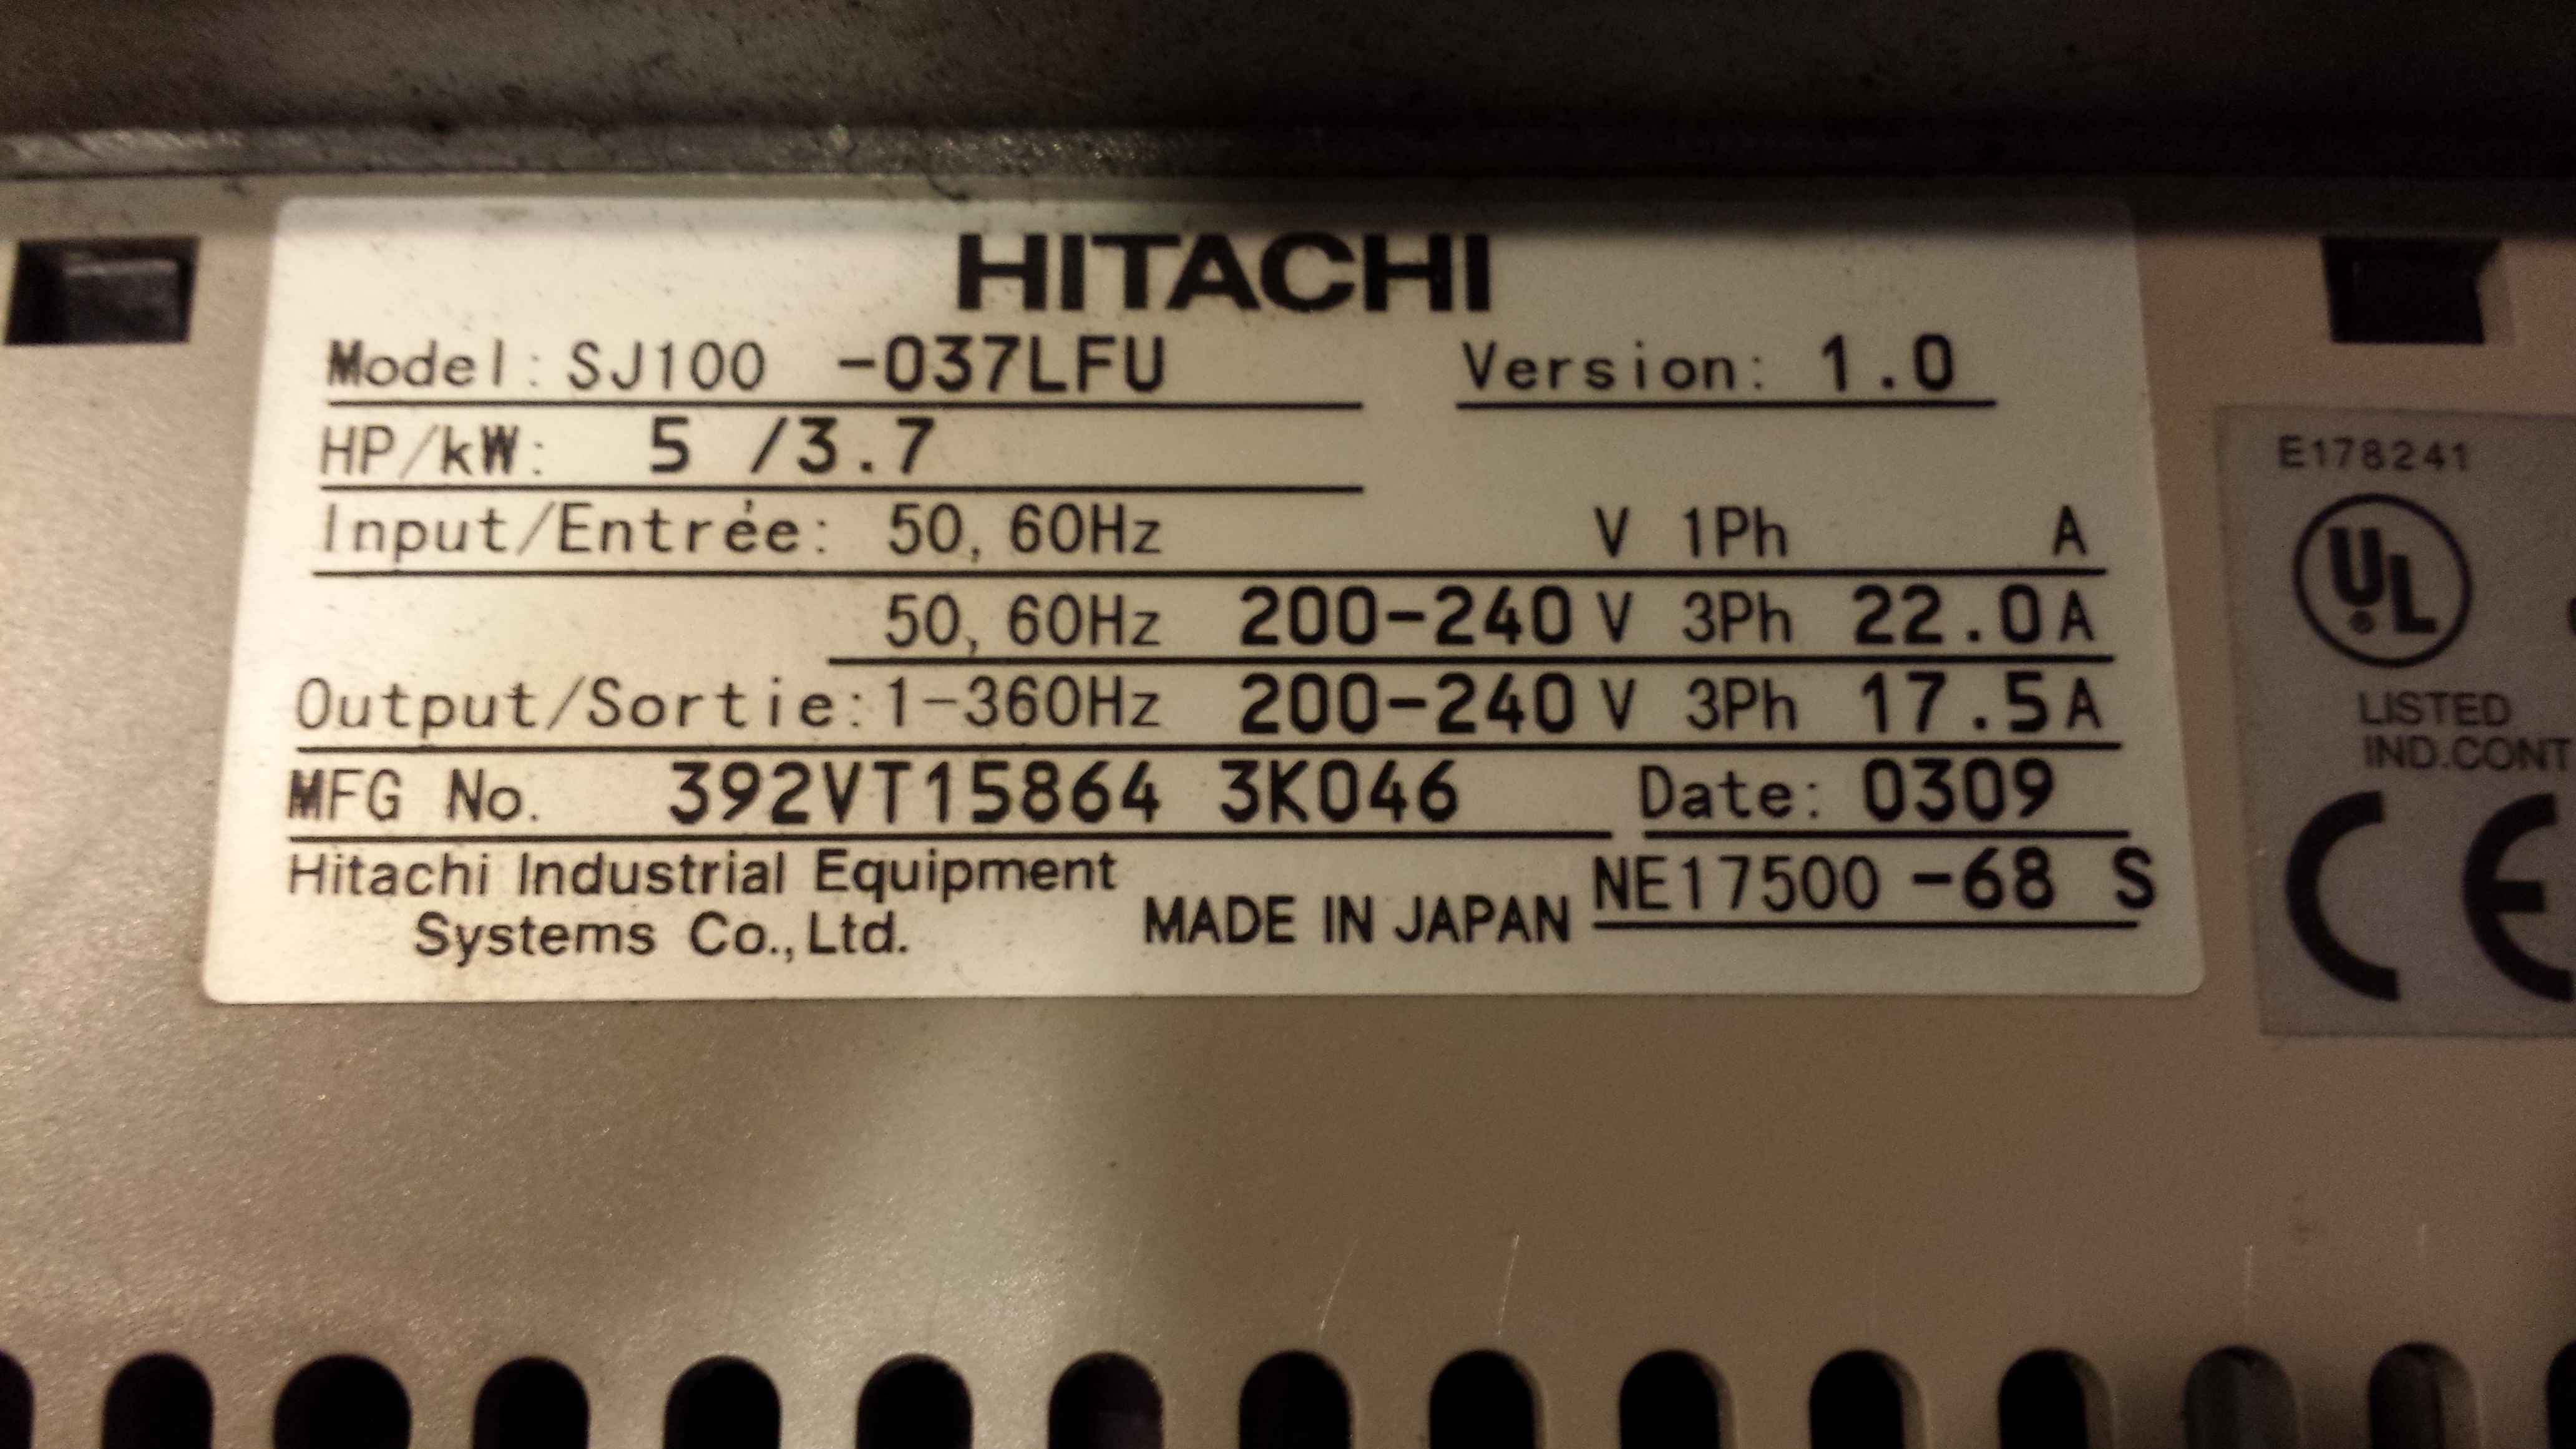 HITACHI
Model: SJ100 -037LFU Version: 1.0
HP/kW: 5 /3.7
Input/Entrée: 50, 60Hz V 1Ph A
50, 60Hz 200-240 V 3Ph 22.0 A
Output/Sortie: 1-360Hz 200-240 V 3Ph 17.5 A
MFG No. 392VT15864 3K046 Date: 0309
Hitachi Industrial Equipment
Systems Co., Ltd. MADE IN JAPAN NE17500 -68 S
E178241
UL
LISTED
IND.CONT
CE